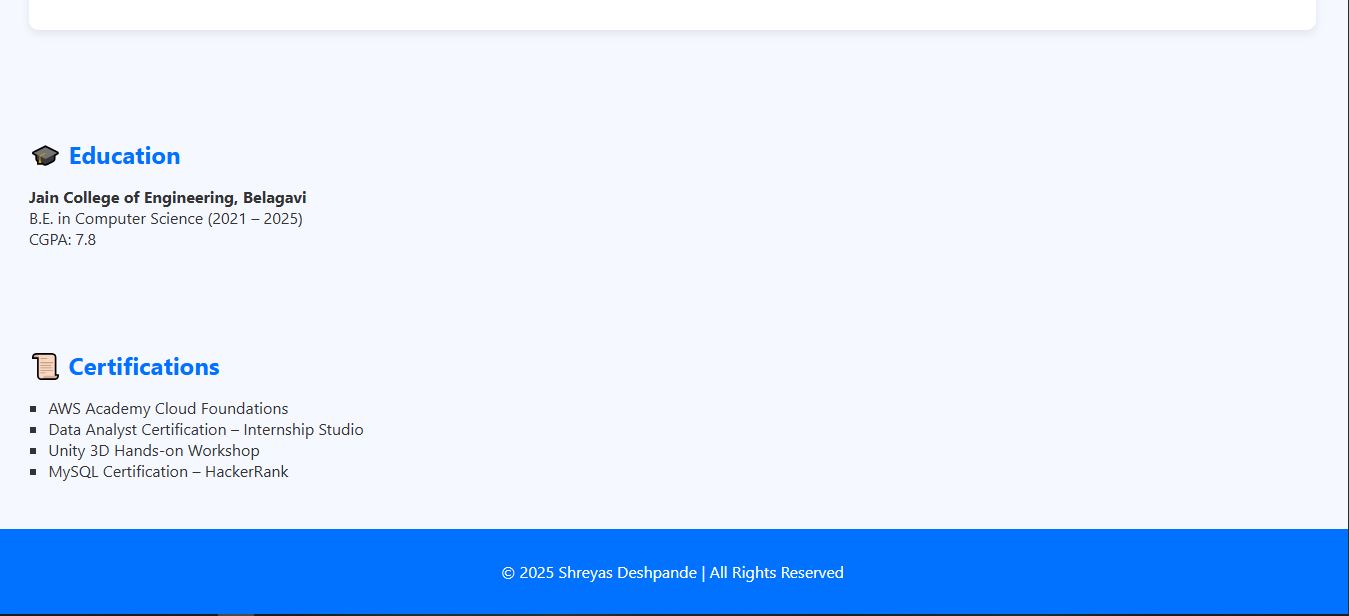 Education
Jain College of Engineering, Belagavi
B.E. in Computer Science (2021 – 2025)
CGPA: 7.8
Certifications
AWS Academy Cloud Foundations
Data Analyst Certification – Internship Studio
Unity 3D Hands-on Workshop
MySQL Certification – HackerRank
© 2025 Shreyas Deshpande | All Rights Reserved